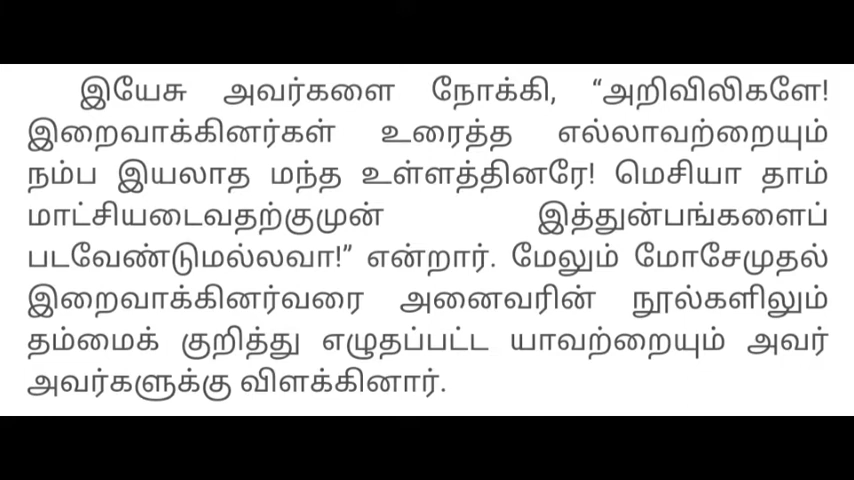 இயேசு அவர்களை நோக்கி, “அறிவிலிகளே!
இறைவாக்கினர்கள் உரைத்த எல்லாவற்றையும்
நம்ப இயலாத மந்த உள்ளத்தினரே! மெசியா தாம்
மாட்சியடைவதற்குமுன் இத்துன்பங்களைப்
படவேண்டுமல்லவா!” என்றார். மேலும் மோசேமுதல்
இறைவாக்கினர்வரை அனைவரின் நூல்களிலும்
தம்மைக் குறித்து எழுதப்பட்ட யாவற்றையும் அவர்
அவர்களுக்கு விளக்கினார்.